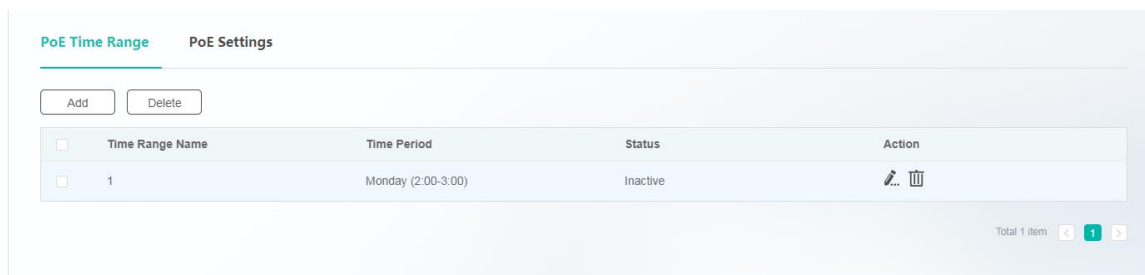 PoE Time Range PoE Settings
Add Delete
Time Range Name Time Period Status Action
1 Monday (2:00-3:00) Inactive
Total 1 item < 1 >